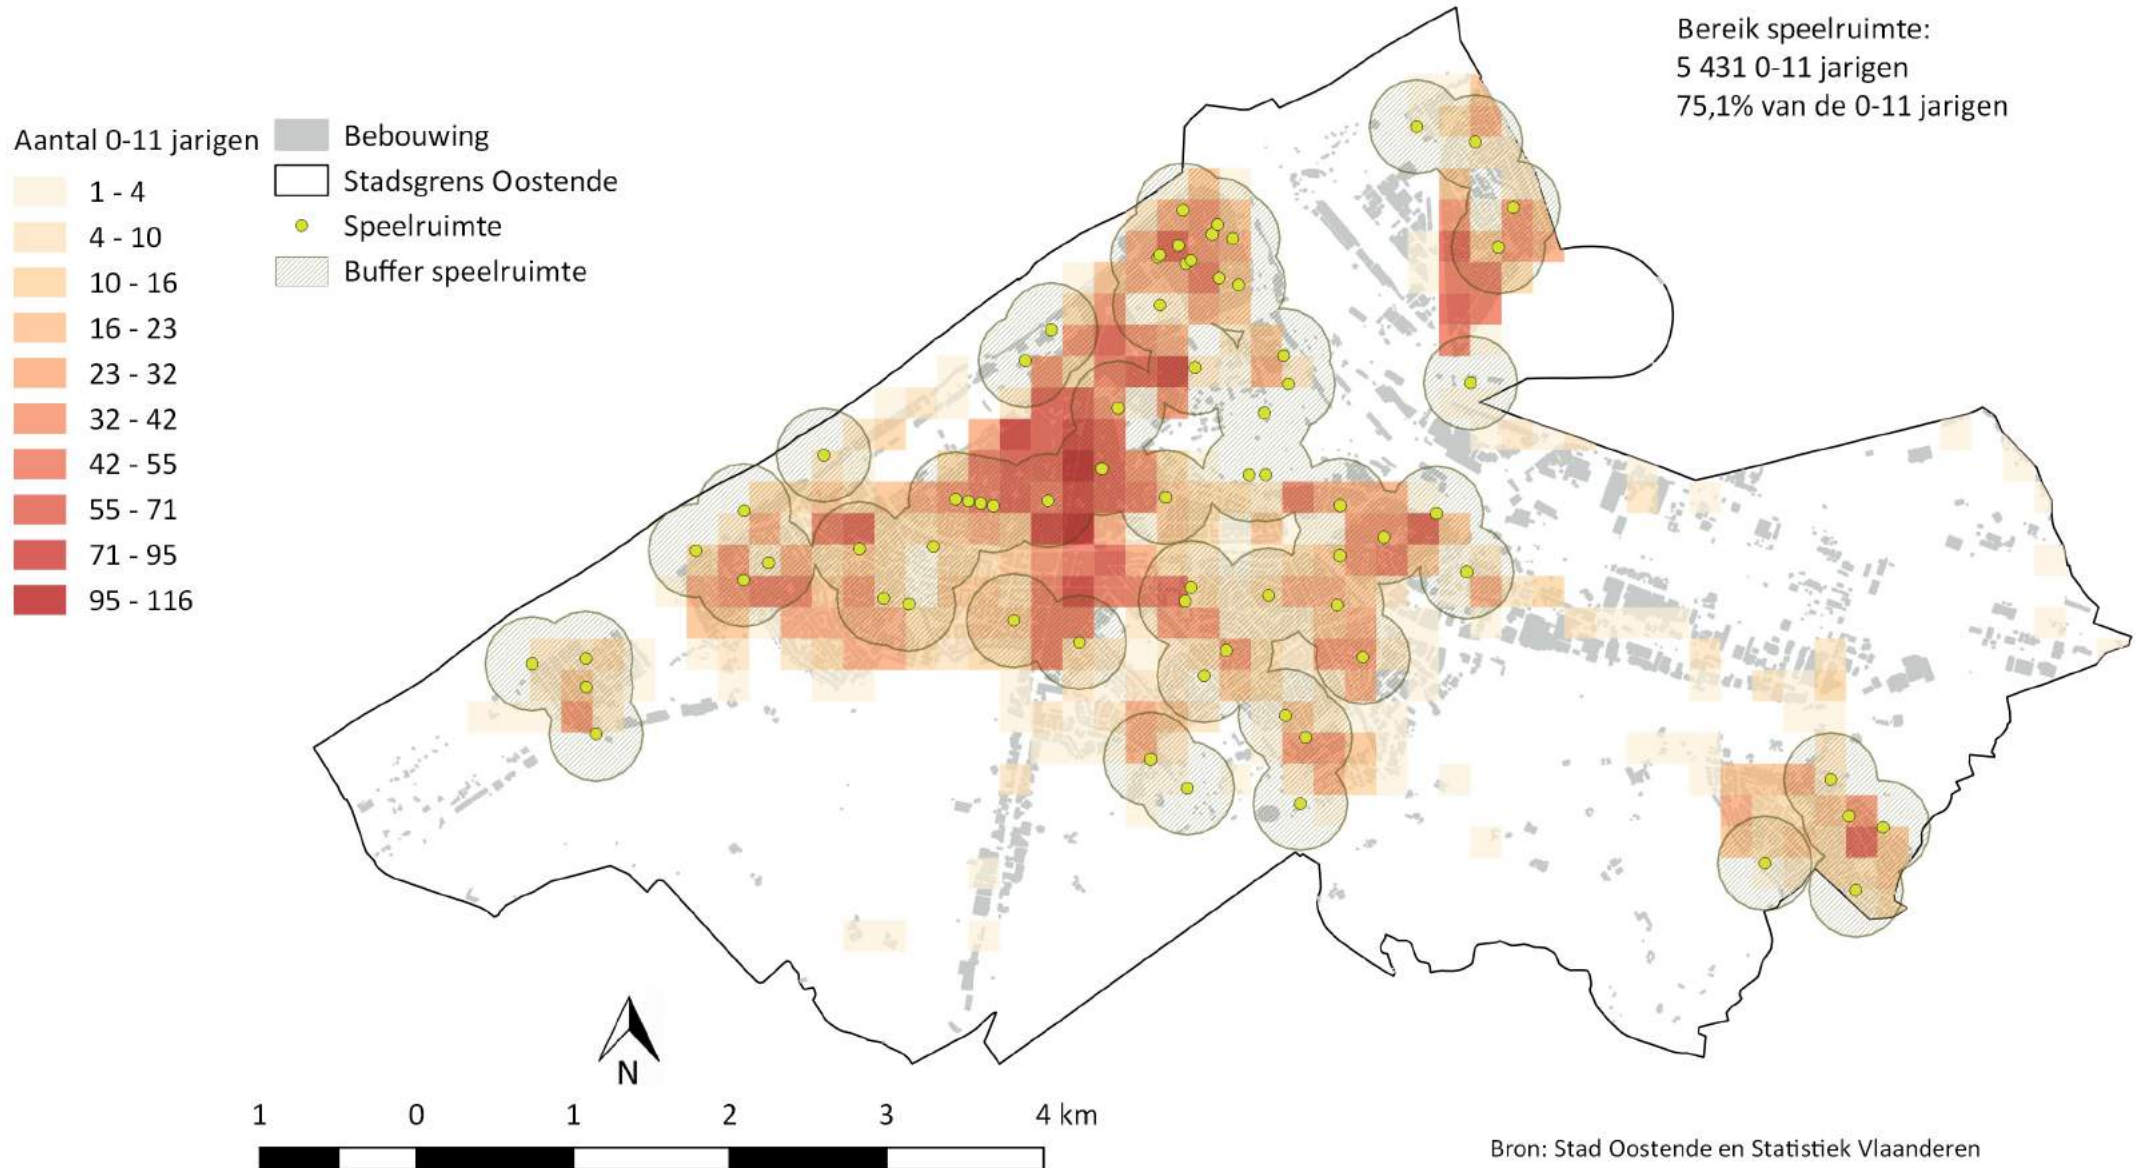 Bereik speelruimte:
5 431 0-11 jarigen
75,1% van de 0-11 jarigen
Aantal 0-11 jarigen
1 - 4
4 - 10
10 - 16
16 - 23
23 - 32
32 - 42
42 - 55
55 - 71
71 - 95
95 - 116
Bebouwing
Stadsgrens Oostende
Speelruimte
Buffer speelruimte
N
1 0 1 2 3 4 km
Bron: Stad Oostende en Statistiek Vlaanderen